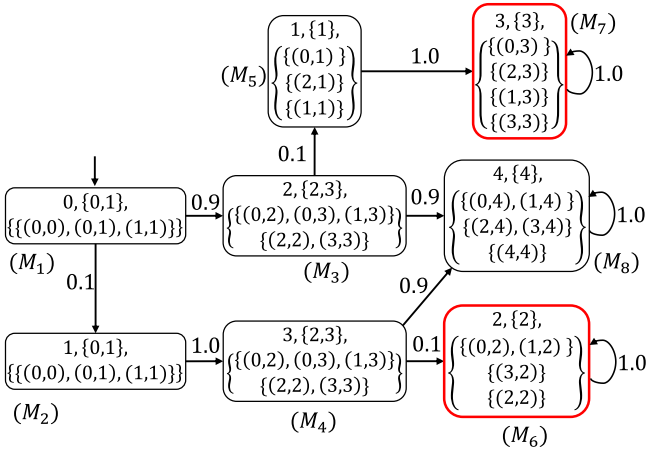 1, {1},
{(0,1) }
{(2,1)}
{(1,1)}
(M₅)
1.0
3, {3},
{(0,3) }
{(2,3)}
{(1,3)}
{(3,3)}
(M₇)
1.0
0.1
0, {0,1},
{{(0,0), (0,1), (1,1)}}
(M₁)
0.9
2, {2,3},
{(0,2), (0,3), (1,3)}
{(2,2), (3,3)}
(M₃)
0.9
4, {4},
{(0,4), (1,4) }
{(2,4), (3,4)}
{(4,4)}
(M₈)
1.0
0.1
0.9
1, {0,1},
{{(0,0), (0,1), (1,1)}}
(M₂)
1.0
3, {2,3},
{(0,2), (0,3), (1,3)}
{(2,2), (3,3)}
(M₄)
0.1
2, {2},
{(0,2), (1,2) }
{(3,2)}
{(2,2)}
(M₆)
1.0